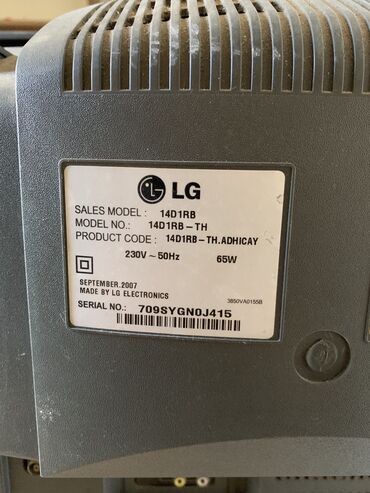 LG
SALES MODEL : 14D1RB
MODEL NO.: 14D1RB-TH
PRODUCT CODE : 14D1RB-TH.ADHICAY
230V ~ 50Hz 65W
SEPTEMBER.2007
MADE BY LG ELECTRONICS
3850VA0155B
SERIAL NO.: 709SYGN0J415